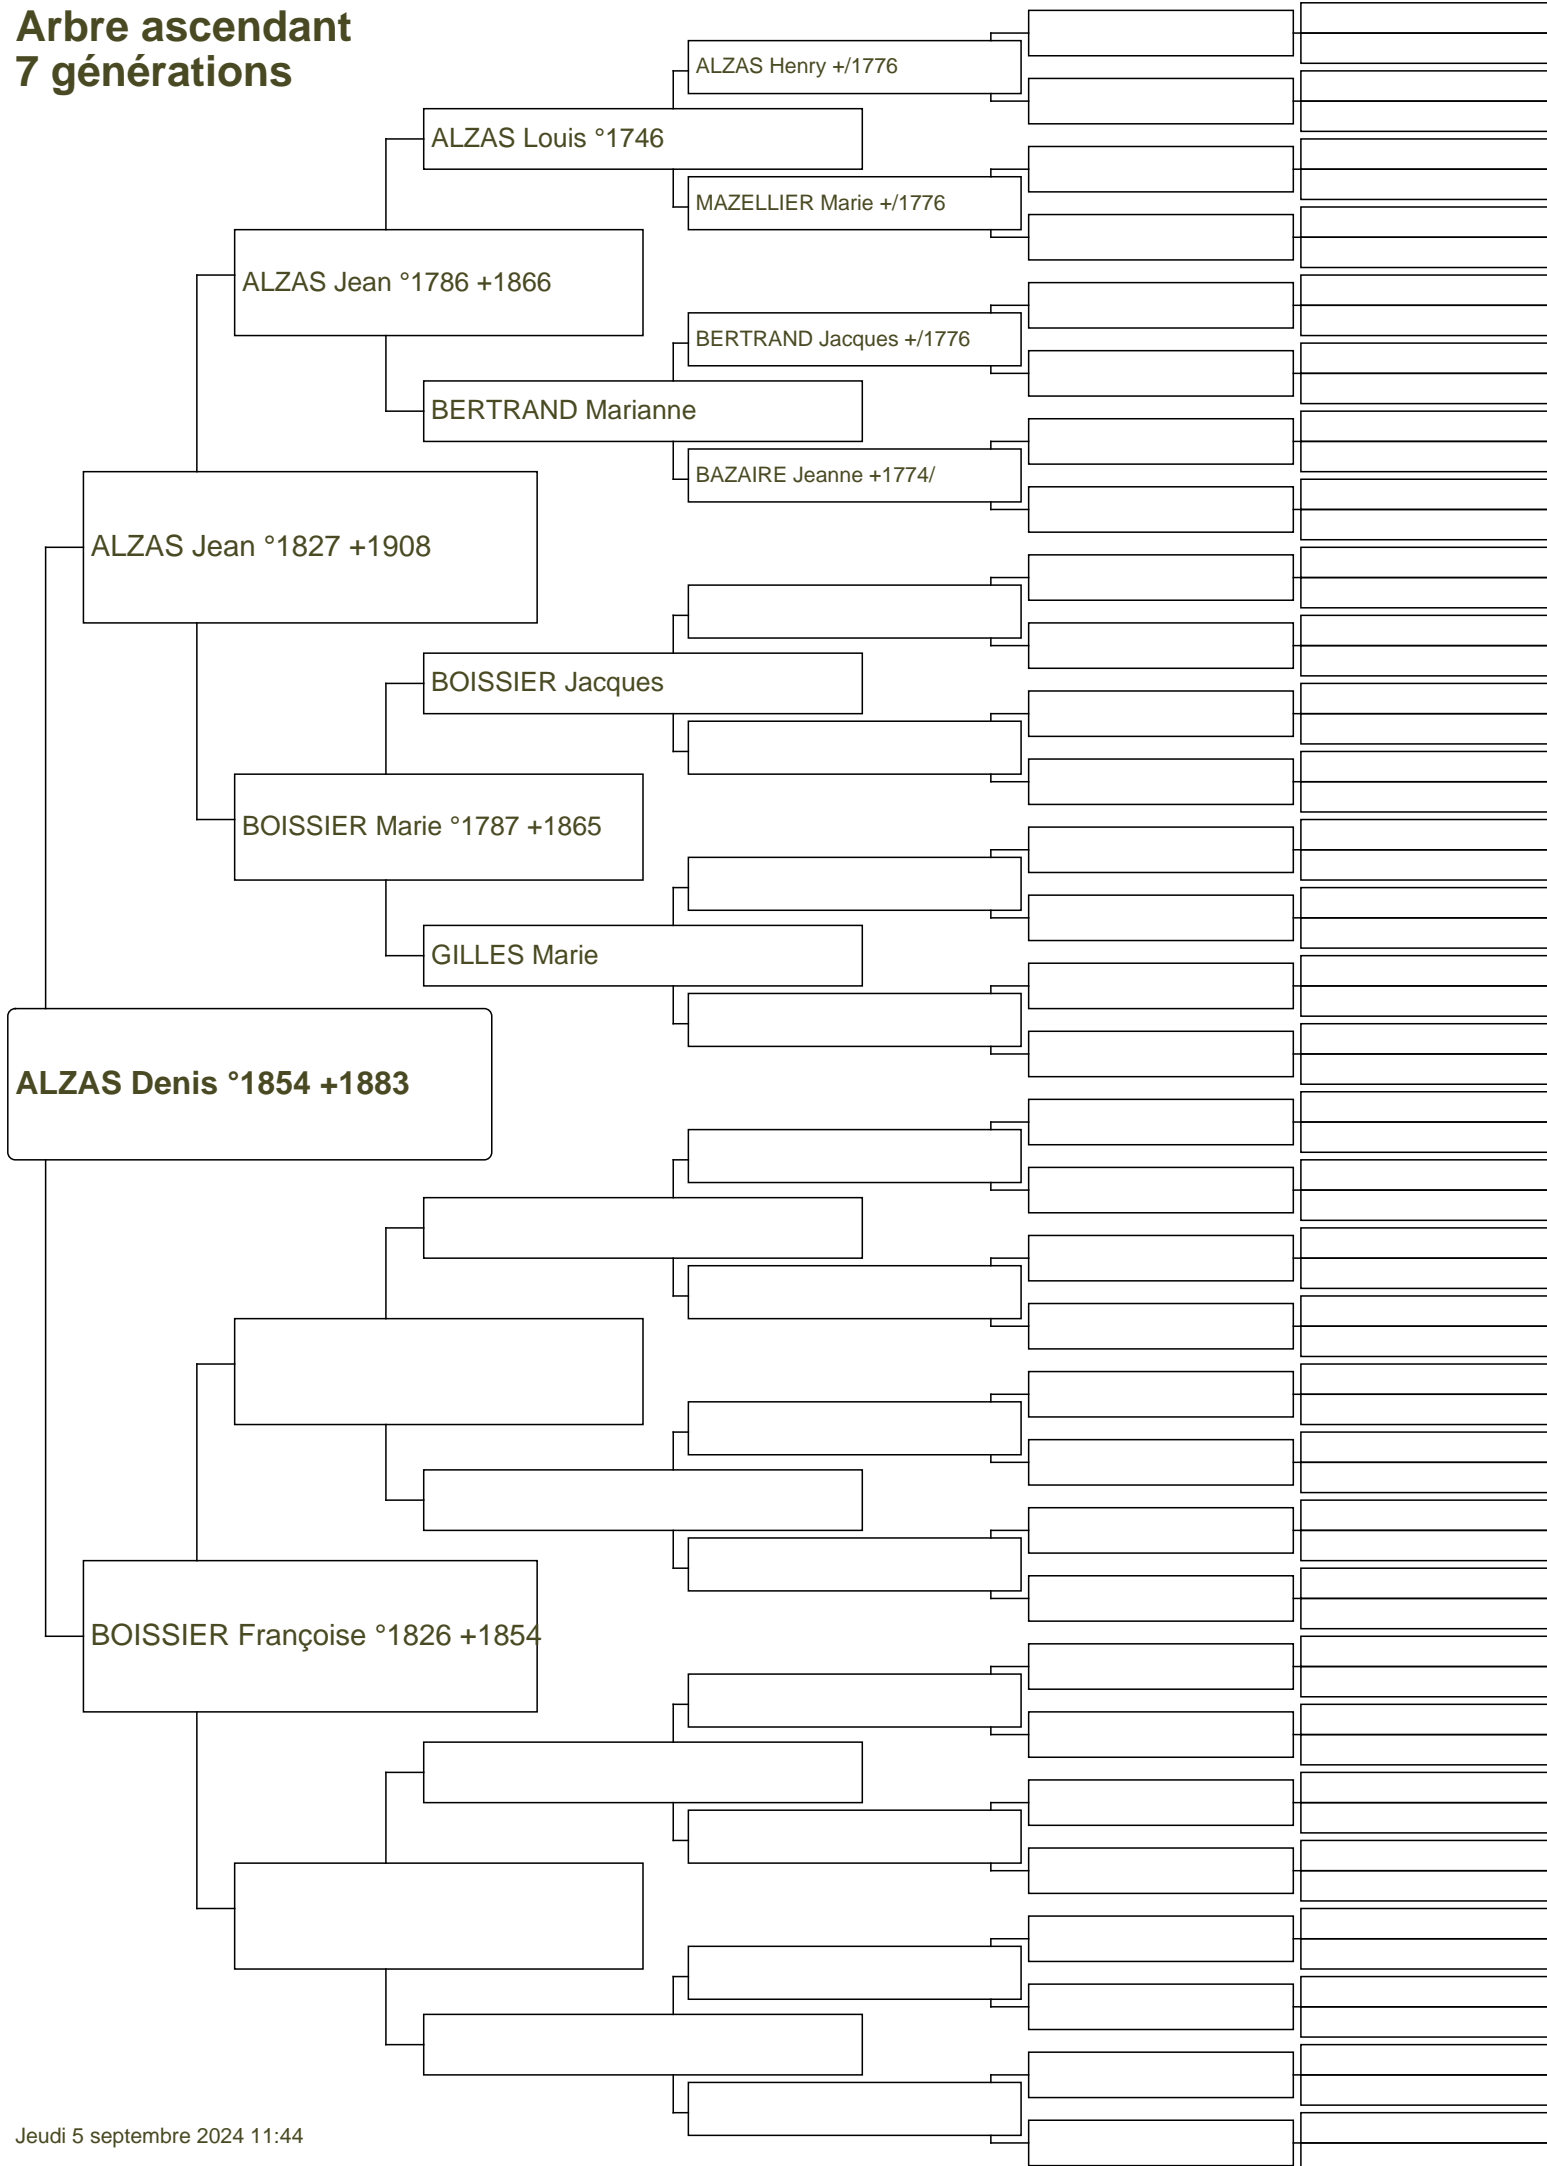 Arbre ascendant
7 générations
ALZAS Henry +/1776
ALZAS Louis °1746
MAZELLIER Marie +/1776
ALZAS Jean °1786 +1866
BERTRAND Jacques +/1776
BERTRAND Marianne
BAZAIRE Jeanne +1774/
ALZAS Jean °1827 +1908
BOISSIER Jacques
BOISSIER Marie °1787 +1865
GILLES Marie
ALZAS Denis °1854 +1883
BOISSIER Françoise °1826 +1854
Jeudi 5 septembre 2024 11:44